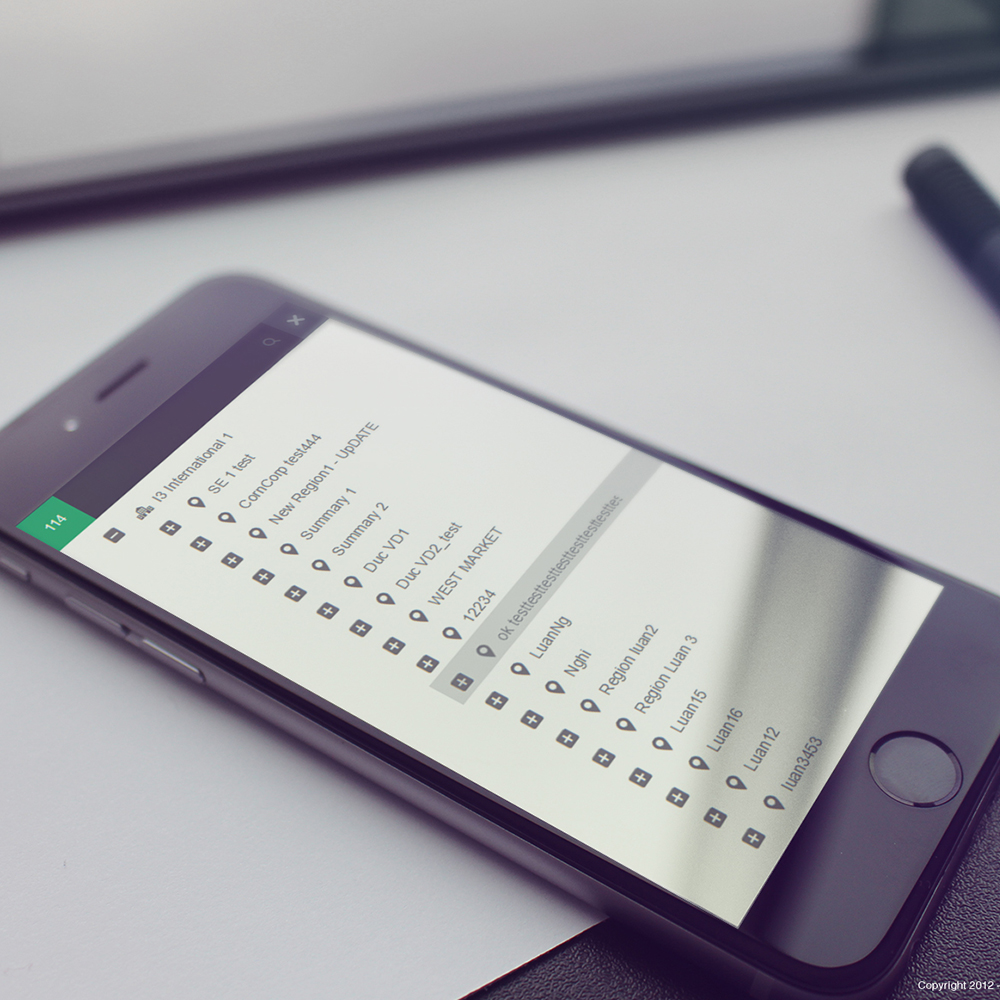 114
I3 International 1
SE 1 test
CornCorp test444
New Region1 - UpDATE
Summary 1
Summary 2
Duc VD1
Duc VD2_test
WEST MARKET
12234
ok testtesttesttesttesttesttesttest
LuanNg
Nghi
Region luan2
Region Luan 3
Luan15
Luan16
Luan12
luan3453
Copyright 2012 -